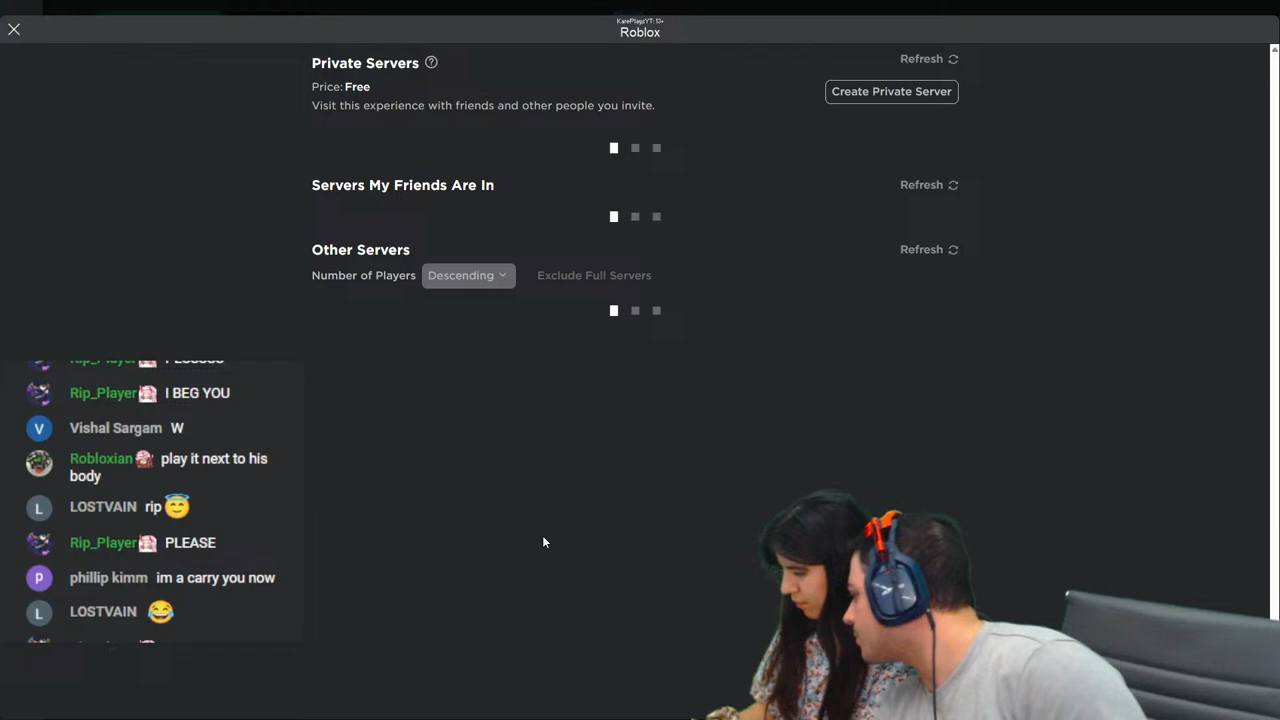 KatePlaysYT: 13+
Roblox
Private Servers
Refresh
Price: Free
Create Private Server
Visit this experience with friends and other people you invite.
Servers My Friends Are In
Refresh
Other Servers
Refresh
Number of Players Descending Exclude Full Servers
Rip_Player
Rip_Player I BEG YOU
V Vishal Sargam W
Robloxian play it next to his
body
L LOSTVAIN rip
Rip_Player PLEASE
p phillip kimm im a carry you now
L LOSTVAIN